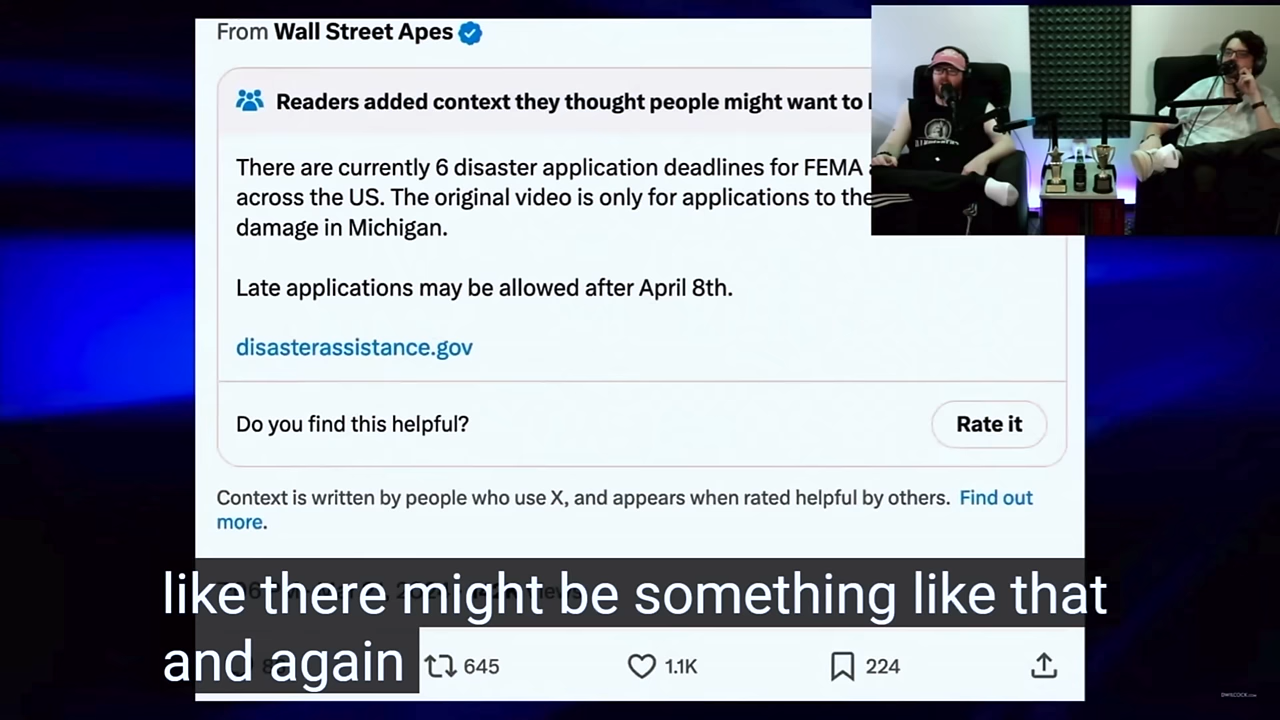 From Wall Street Apes
Readers added context they thought people might want to
There are currently 6 disaster application deadlines for FEMA
across the US. The original video is only for applications to the
damage in Michigan.
Late applications may be allowed after April 8th.
disasterassistance.gov
Do you find this helpful?
Rate it
Context is written by people who use X, and appears when rated helpful by others. Find out
more.
like there might be something like that
and again
645
1.1K
224
DWILCOCK.com